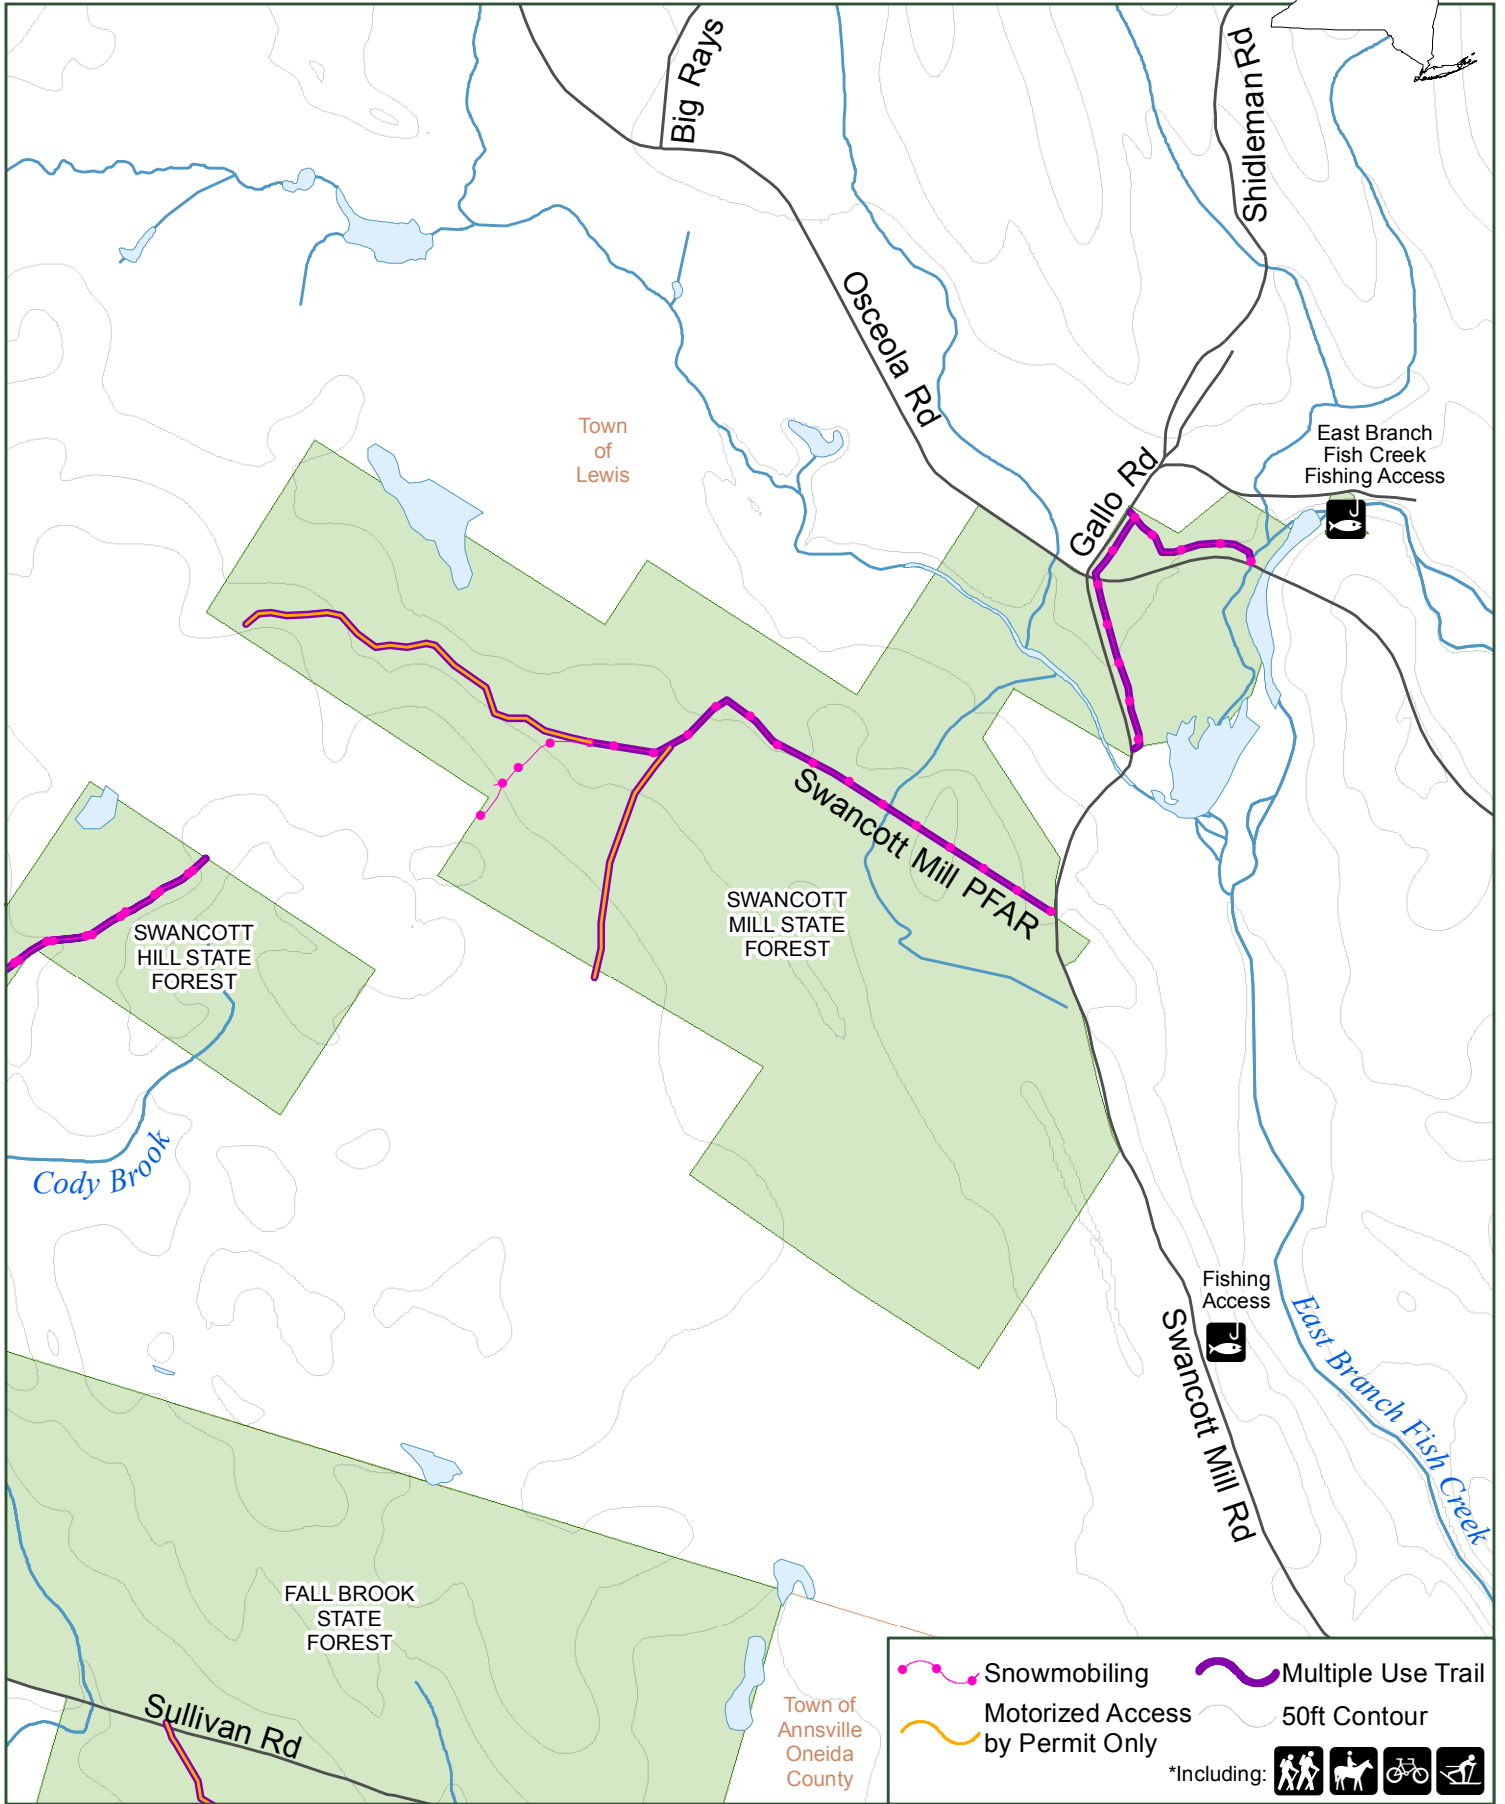 Big Rays
Shidleman Rd
Osceola Rd
Town
of
Lewis
East Branch
Fish Creek
Fishing Access
Gallo Rd
Swancott Mill PFAR
SWANCOTT
MILL STATE
FOREST
SWANCOTT
HILL STATE
FOREST
Cody Brook
Fishing
Access
East Branch Fish Creek
Swancott Mill Rd
FALL BROOK
STATE
FOREST
Sullivan Rd
Town of
Annsville
Oneida
County
Snowmobiling
Multiple Use Trail
Motorized Access
by Permit Only
50ft Contour
*Including: